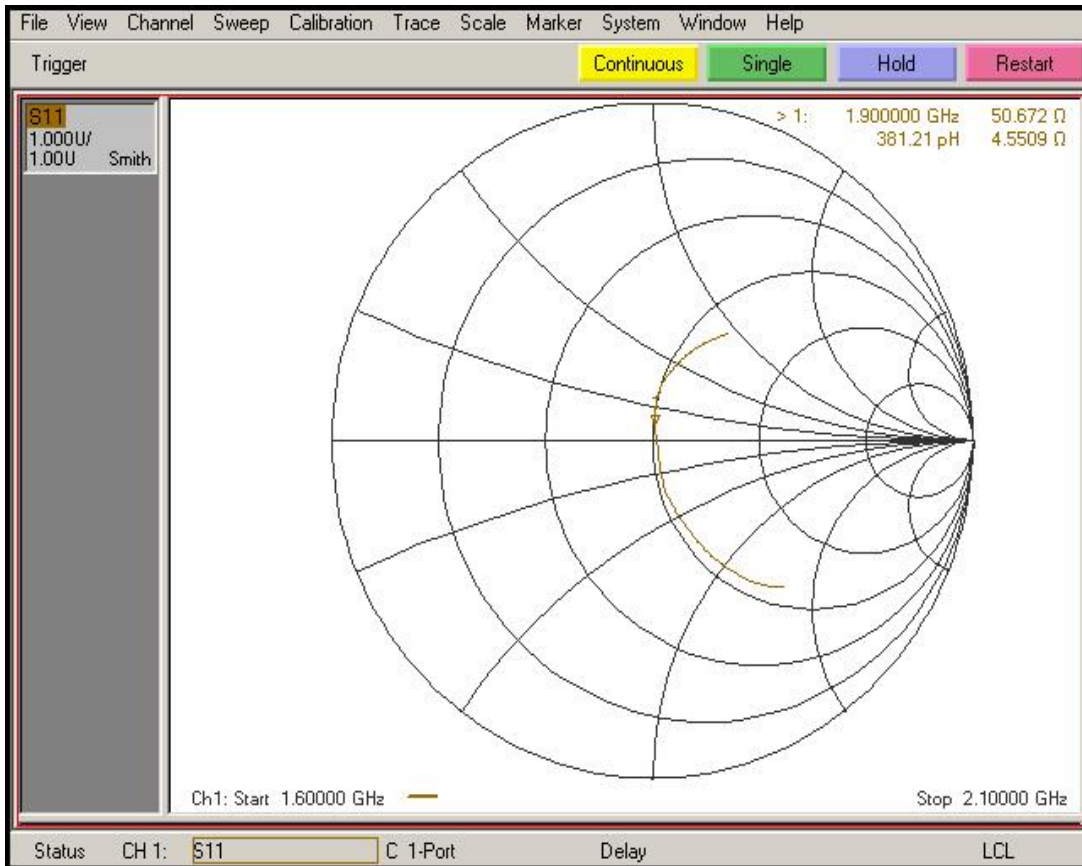 File View Channel Sweep Calibration Trace Scale Marker System Window Help
Trigger Continuous Single Hold Restart
S11
1.000U/
1.00U Smith
> 1: 1.900000 GHz 50.672 Ω
381.21 pH 4.5509 Ω
Ch1: Start 1.60000 GHz Stop 2.10000 GHz
Status CH 1: S11 C 1-Port Delay LCL